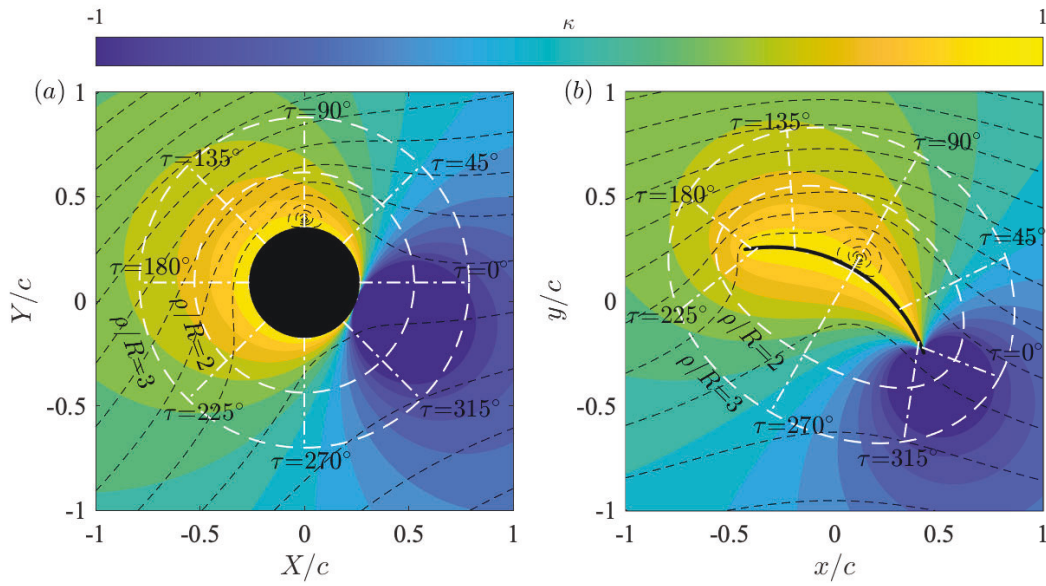 -1 κ 1
(a)
1
0.5
0
-0.5
-1
Y/c
τ=90°
τ=135°
τ=45°
τ=180°
τ=0°
ρ/R=3
ρ/R=2
τ=225°
τ=315°
τ=270°
-1 -0.5 0 0.5 1
X/c
(b)
1
0.5
0
-0.5
-1
y/c
τ=135°
τ=90°
τ=180°
τ=45°
τ=225°
ρ/R=2
ρ/R=3
τ=0°
τ=270°
τ=315°
-1 -0.5 0 0.5 1
x/c